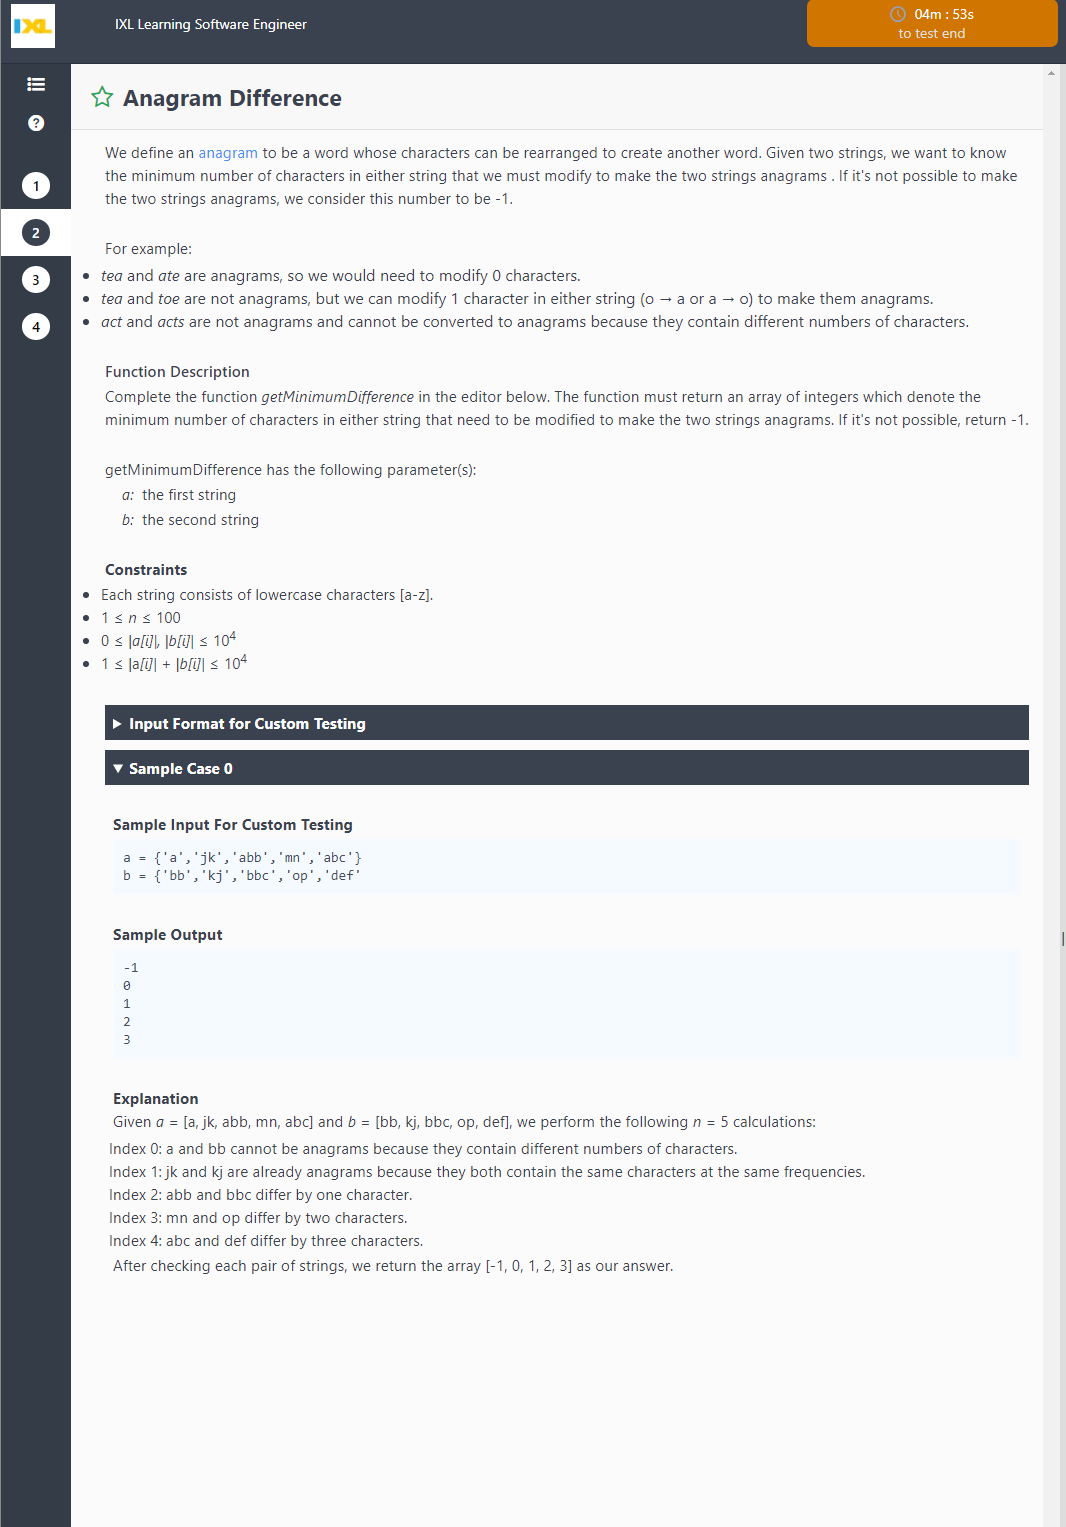 IXL
IXL Learning Software Engineer
04m : 53s
to test end
Anagram Difference
?
1
2
3
4
We define an anagram to be a word whose characters can be rearranged to create another word. Given two strings, we want to know
the minimum number of characters in either string that we must modify to make the two strings anagrams . If it's not possible to make
the two strings anagrams, we consider this number to be -1.
For example:
• tea and ate are anagrams, so we would need to modify 0 characters.
• tea and toe are not anagrams, but we can modify 1 character in either string (o → a or a → o) to make them anagrams.
• act and acts are not anagrams and cannot be converted to anagrams because they contain different numbers of characters.
Function Description
Complete the function getMinimumDifference in the editor below. The function must return an array of integers which denote the
minimum number of characters in either string that need to be modified to make the two strings anagrams. If it's not possible, return -1.
getMinimumDifference has the following parameter(s):
a: the first string
b: the second string
Constraints
• Each string consists of lowercase characters [a-z].
• 1 ≤ n ≤ 100
• 0 ≤ |a[i]|, |b[i]| ≤ 10⁴
• 1 ≤ |a[i]| + |b[i]| ≤ 10⁴
▶ Input Format for Custom Testing
▼ Sample Case 0
Sample Input For Custom Testing
a = {'a','jk','abb','mn','abc'}
b = {'bb','kj','bbc','op','def'
Sample Output
-1
0
1
2
3
Explanation
Given a = [a, jk, abb, mn, abc] and b = [bb, kj, bbc, op, def], we perform the following n = 5 calculations:
Index 0: a and bb cannot be anagrams because they contain different numbers of characters.
Index 1: jk and kj are already anagrams because they both contain the same characters at the same frequencies.
Index 2: abb and bbc differ by one character.
Index 3: mn and op differ by two characters.
Index 4: abc and def differ by three characters.
After checking each pair of strings, we return the array [-1, 0, 1, 2, 3] as our answer.